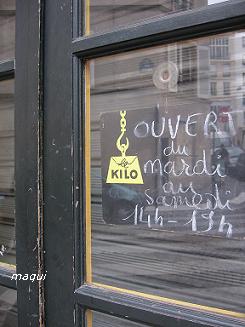 OUVERT
du
mardi
au
samedi
14h-19h
KILO
maqui